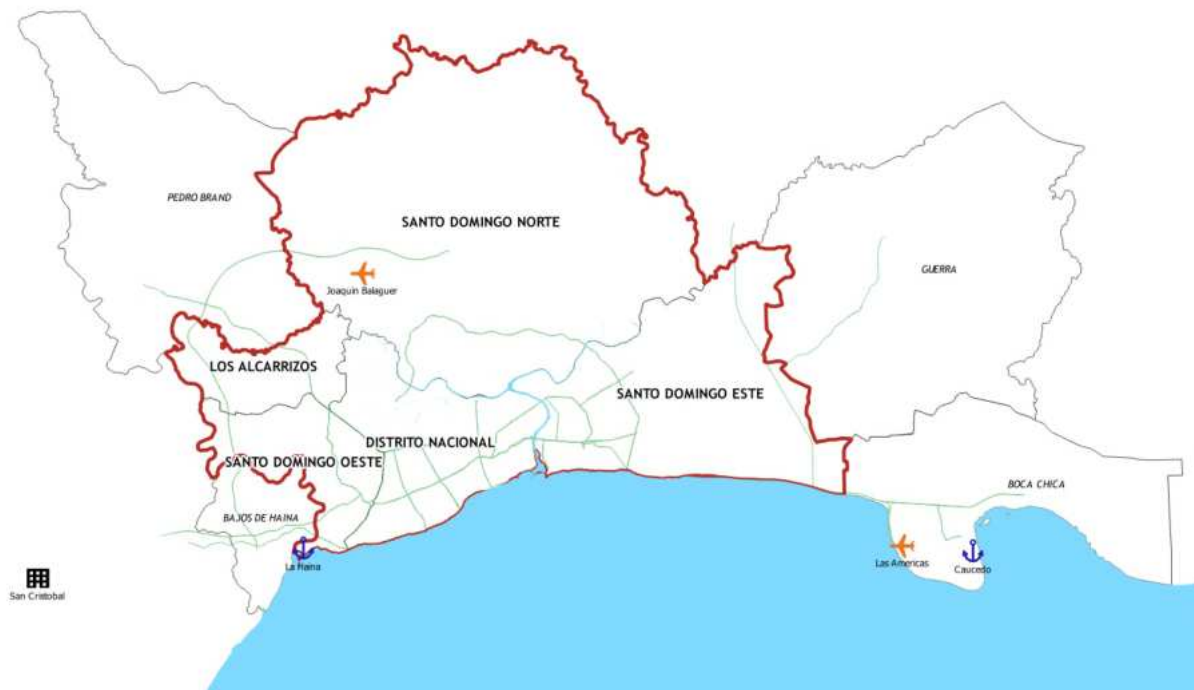 PEDRO BRAND
SANTO DOMINGO NORTE
GUERRA
Joaquin Balaguer
LOS ALCARRIZOS
SANTO DOMINGO ESTE
DISTRITO NACIONAL
SANTO DOMINGO OESTE
BOCA CHICA
BAJOS DE HAINA
La Haina
Las Americas
Caucedo
San Cristobal